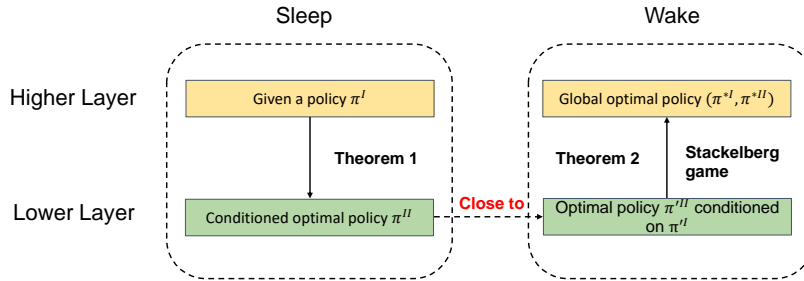 Sleep
Wake
Higher Layer
Given a policy π^I
Global optimal policy (π*^I, π*^II)
Theorem 1
Theorem 2
Stackelberg
game
Lower Layer
Conditioned optimal policy π^II
Close to
Optimal policy π′^II conditioned
on π′^I